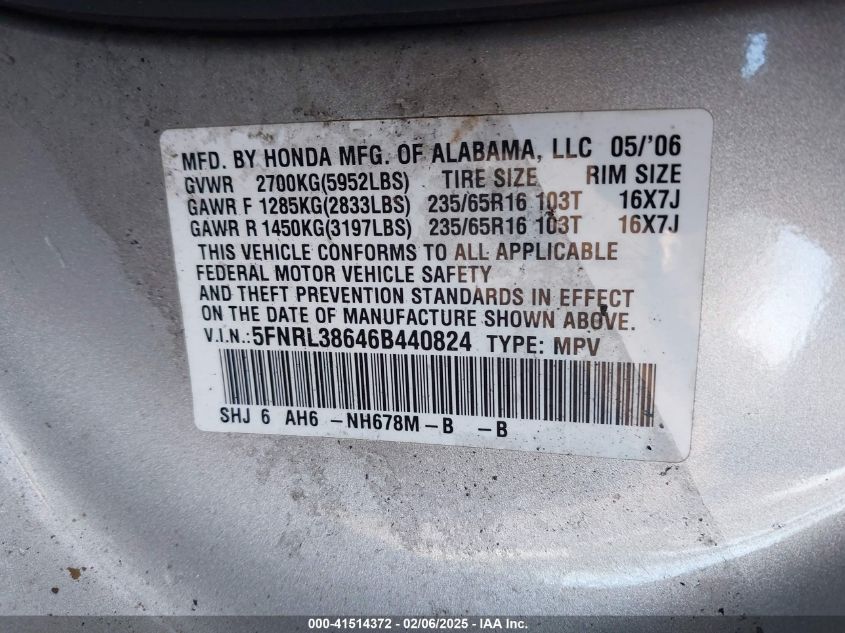 MFD. BY HONDA MFG. OF ALABAMA, LLC 05/'06
GVWR 2700KG(5952LBS) TIRE SIZE RIM SIZE
GAWR F 1285KG(2833LBS) 235/65R16 103T 16X7J
GAWR R 1450KG(3197LBS) 235/65R16 103T 16X7J
THIS VEHICLE CONFORMS TO ALL APPLICABLE
FEDERAL MOTOR VEHICLE SAFETY
AND THEFT PREVENTION STANDARDS IN EFFECT
ON THE DATE OF MANUFACTURE SHOWN ABOVE.
V.I.N.: 5FNRL38646B440824 TYPE: MPV
SHJ 6 AH6 -NH678M-B -B
000-41514372 - 02/06/2025 - IAAI Inc.